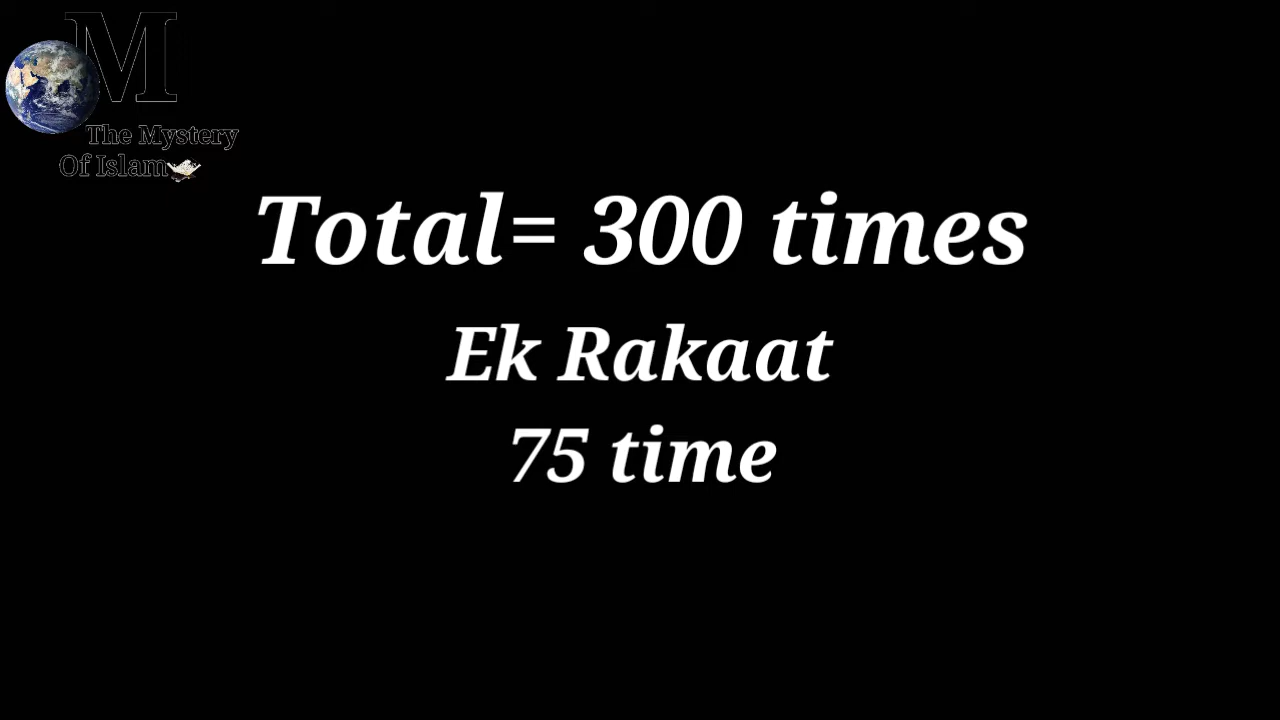 M
The Mystery
Of Islam
Total= 300 times
Ek Rakaat
75 time